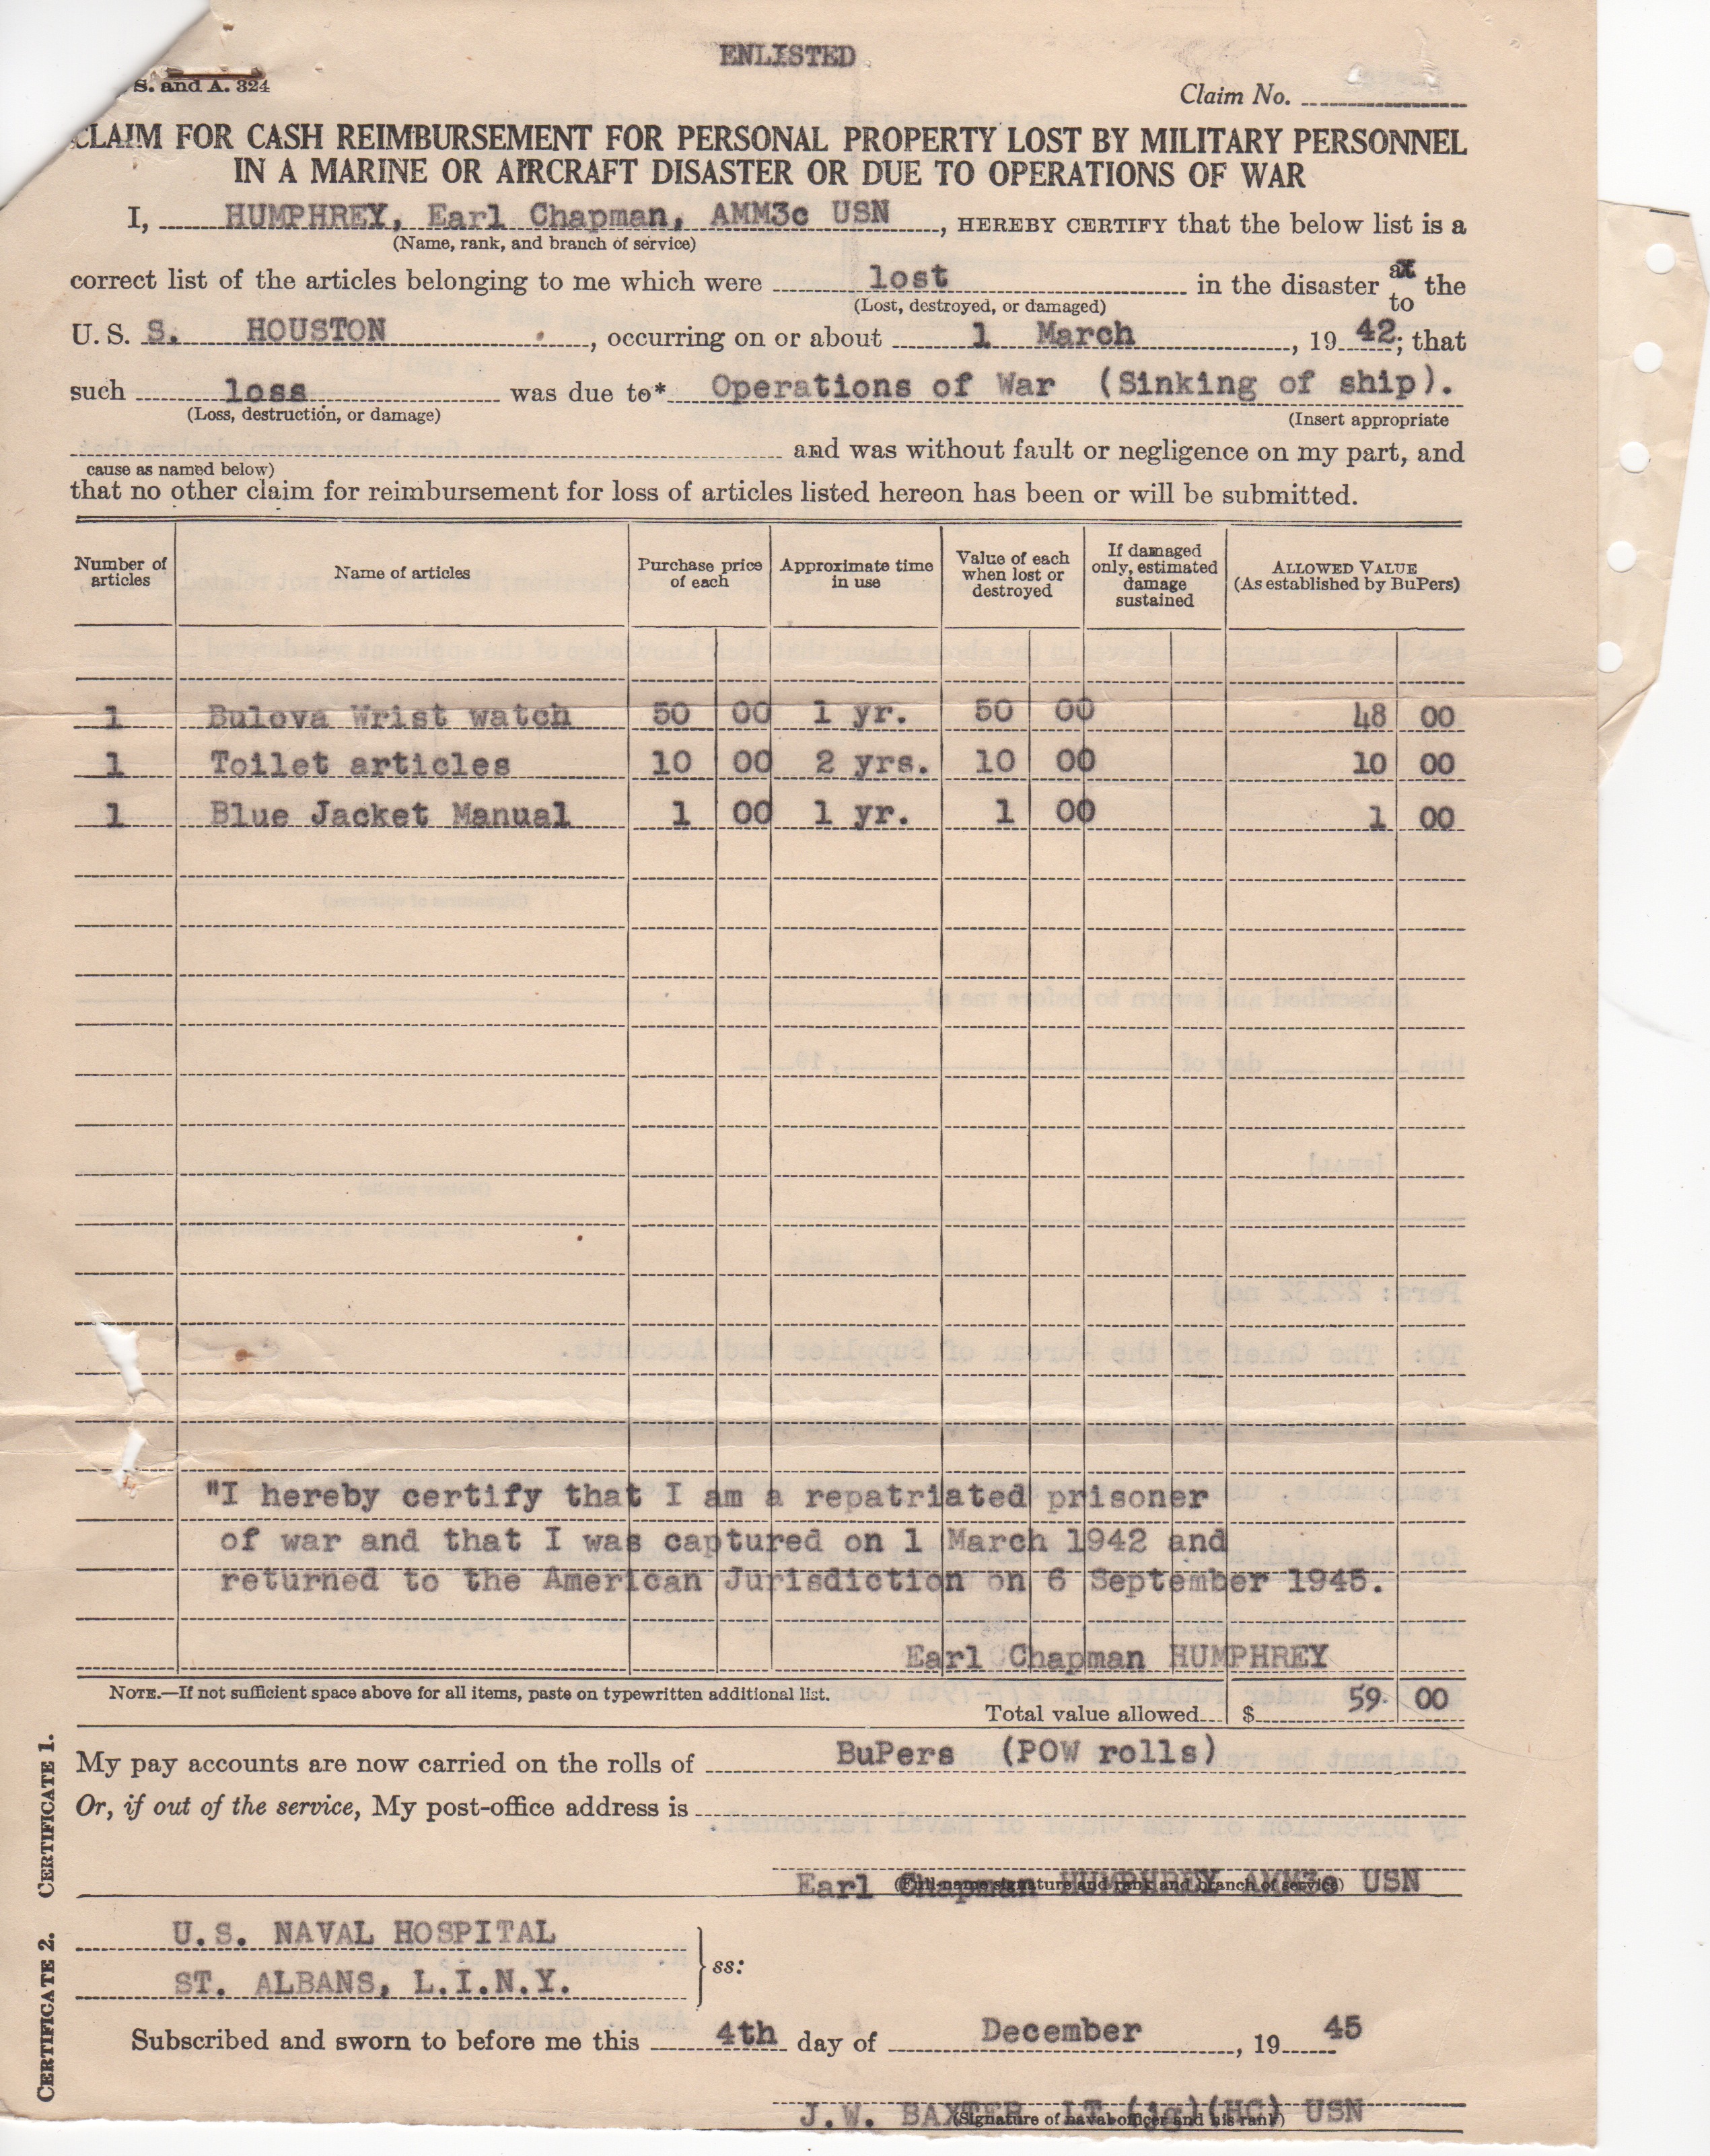 ENLISTED
S. and A. 324
Claim No.
CLAIM FOR CASH REIMBURSEMENT FOR PERSONAL PROPERTY LOST BY MILITARY PERSONNEL
IN A MARINE OR AIRCRAFT DISASTER OR DUE TO OPERATIONS OF WAR
I, HUMPHREY, Earl Chapman, AMM3c USN, HEREBY CERTIFY that the below list is a
(Name, rank, and branch of service)
correct list of the articles belonging to me which were lost in the disaster at to the
(Lost, destroyed, or damaged)
U. S. S. HOUSTON, occurring on or about 1 March, 19 42; that
such loss was due to* Operations of War (Sinking of ship).
(Loss, destruction, or damage) (Insert appropriate
and was without fault or negligence on my part, and
cause as named below)
that no other claim for reimbursement for loss of articles listed hereon has been or will be submitted.
Number of articles Name of articles Purchase price of each Approximate time in use Value of each when lost or destroyed If damaged only, estimated damage sustained ALLOWED VALUE (As established by BuPers)
1 Bulova Wrist watch 50 00 1 yr. 50 00 48 00
1 Toilet articles 10 00 2 yrs. 10 00 10 00
1 Blue Jacket Manual 1 00 1 yr. 1 00 1 00
"I hereby certify that I am a repatriated prisoner
of war and that I was captured on 1 March 1942 and
returned to the American Jurisdiction on 6 September 1945.
Earl Chapman HUMPHREY
NOTE.—If not sufficient space above for all items, paste on typewritten additional list.
Total value allowed $ 59. 00
CERTIFICATE 1.
My pay accounts are now carried on the rolls of BuPers (POW rolls)
Or, if out of the service, My post-office address is
Earl Chapman HUMPHREY AMM3c USN
(Full-name signature and rank and branch of service)
CERTIFICATE 2.
U.S. NAVAL HOSPITAL
ST. ALBANS, L.I.N.Y.
ss:
Subscribed and sworn to before me this 4th day of December, 19 45
J.W. BAXTER LT (jg)(HC) USN
(Signature of naval officer and his rank)